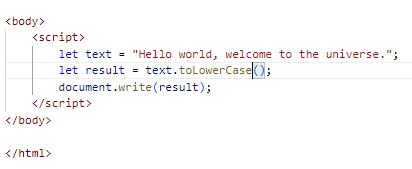 <body>
<script>
let text = "Hello world, welcome to the universe.";
let result = text.toLowerCase();
document.write(result);
</script>
</body>
</html>